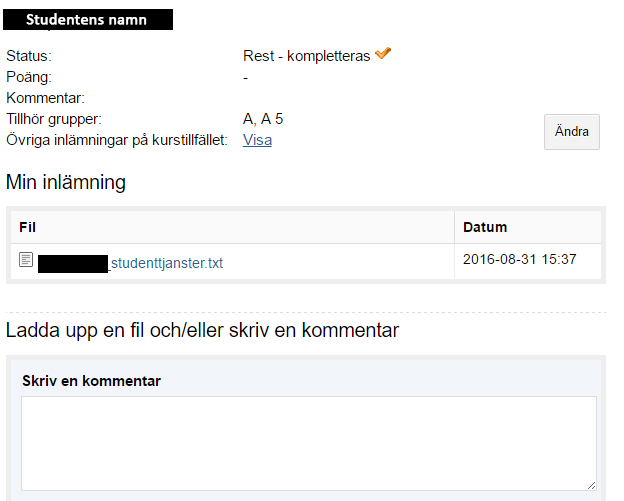 Studentens namn
Status: Rest - kompletteras
Poäng: -
Kommentar:
Tillhör grupper: A, A 5
Övriga inlämningar på kurstillfället: Visa
Ändra
Min inlämning
Fil Datum
_studenttjanster.txt 2016-08-31 15:37
Ladda upp en fil och/eller skriv en kommentar
Skriv en kommentar